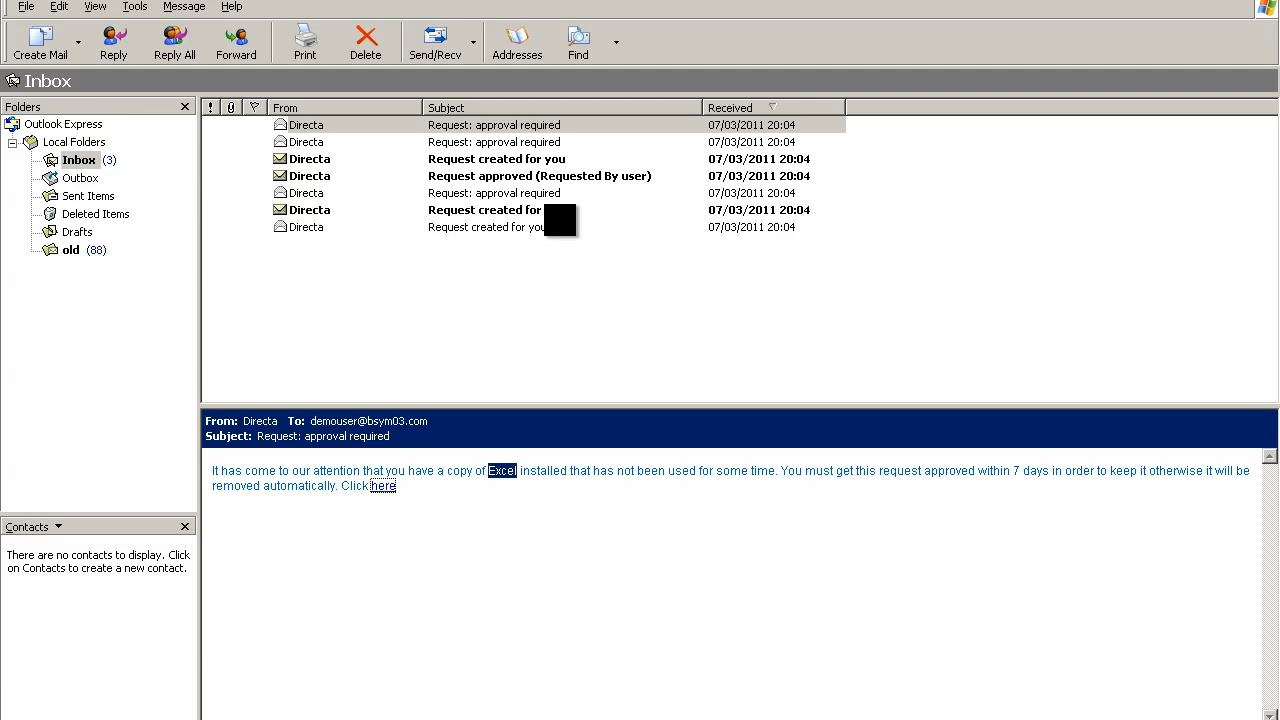 File Edit View Tools Message Help
Create Mail Reply Reply All Forward Print Delete Send/Recv Addresses Find
Inbox
Folders
Outlook Express
Local Folders
Inbox (3)
Outbox
Sent Items
Deleted Items
Drafts
old (88)
! From Subject Received
Directa Request: approval required 07/03/2011 20:04
Directa Request: approval required 07/03/2011 20:04
Directa Request created for you 07/03/2011 20:04
Directa Request approved (Requested By user) 07/03/2011 20:04
Directa Request: approval required 07/03/2011 20:04
Directa Request created for 07/03/2011 20:04
Directa Request created for you 07/03/2011 20:04
From: Directa To: demouser@bsym03.com
Subject: Request: approval required
It has come to our attention that you have a copy of Excel installed that has not been used for some time. You must get this request approved within 7 days in order to keep it otherwise it will be
removed automatically. Click here
Contacts
There are no contacts to display. Click
on Contacts to create a new contact.